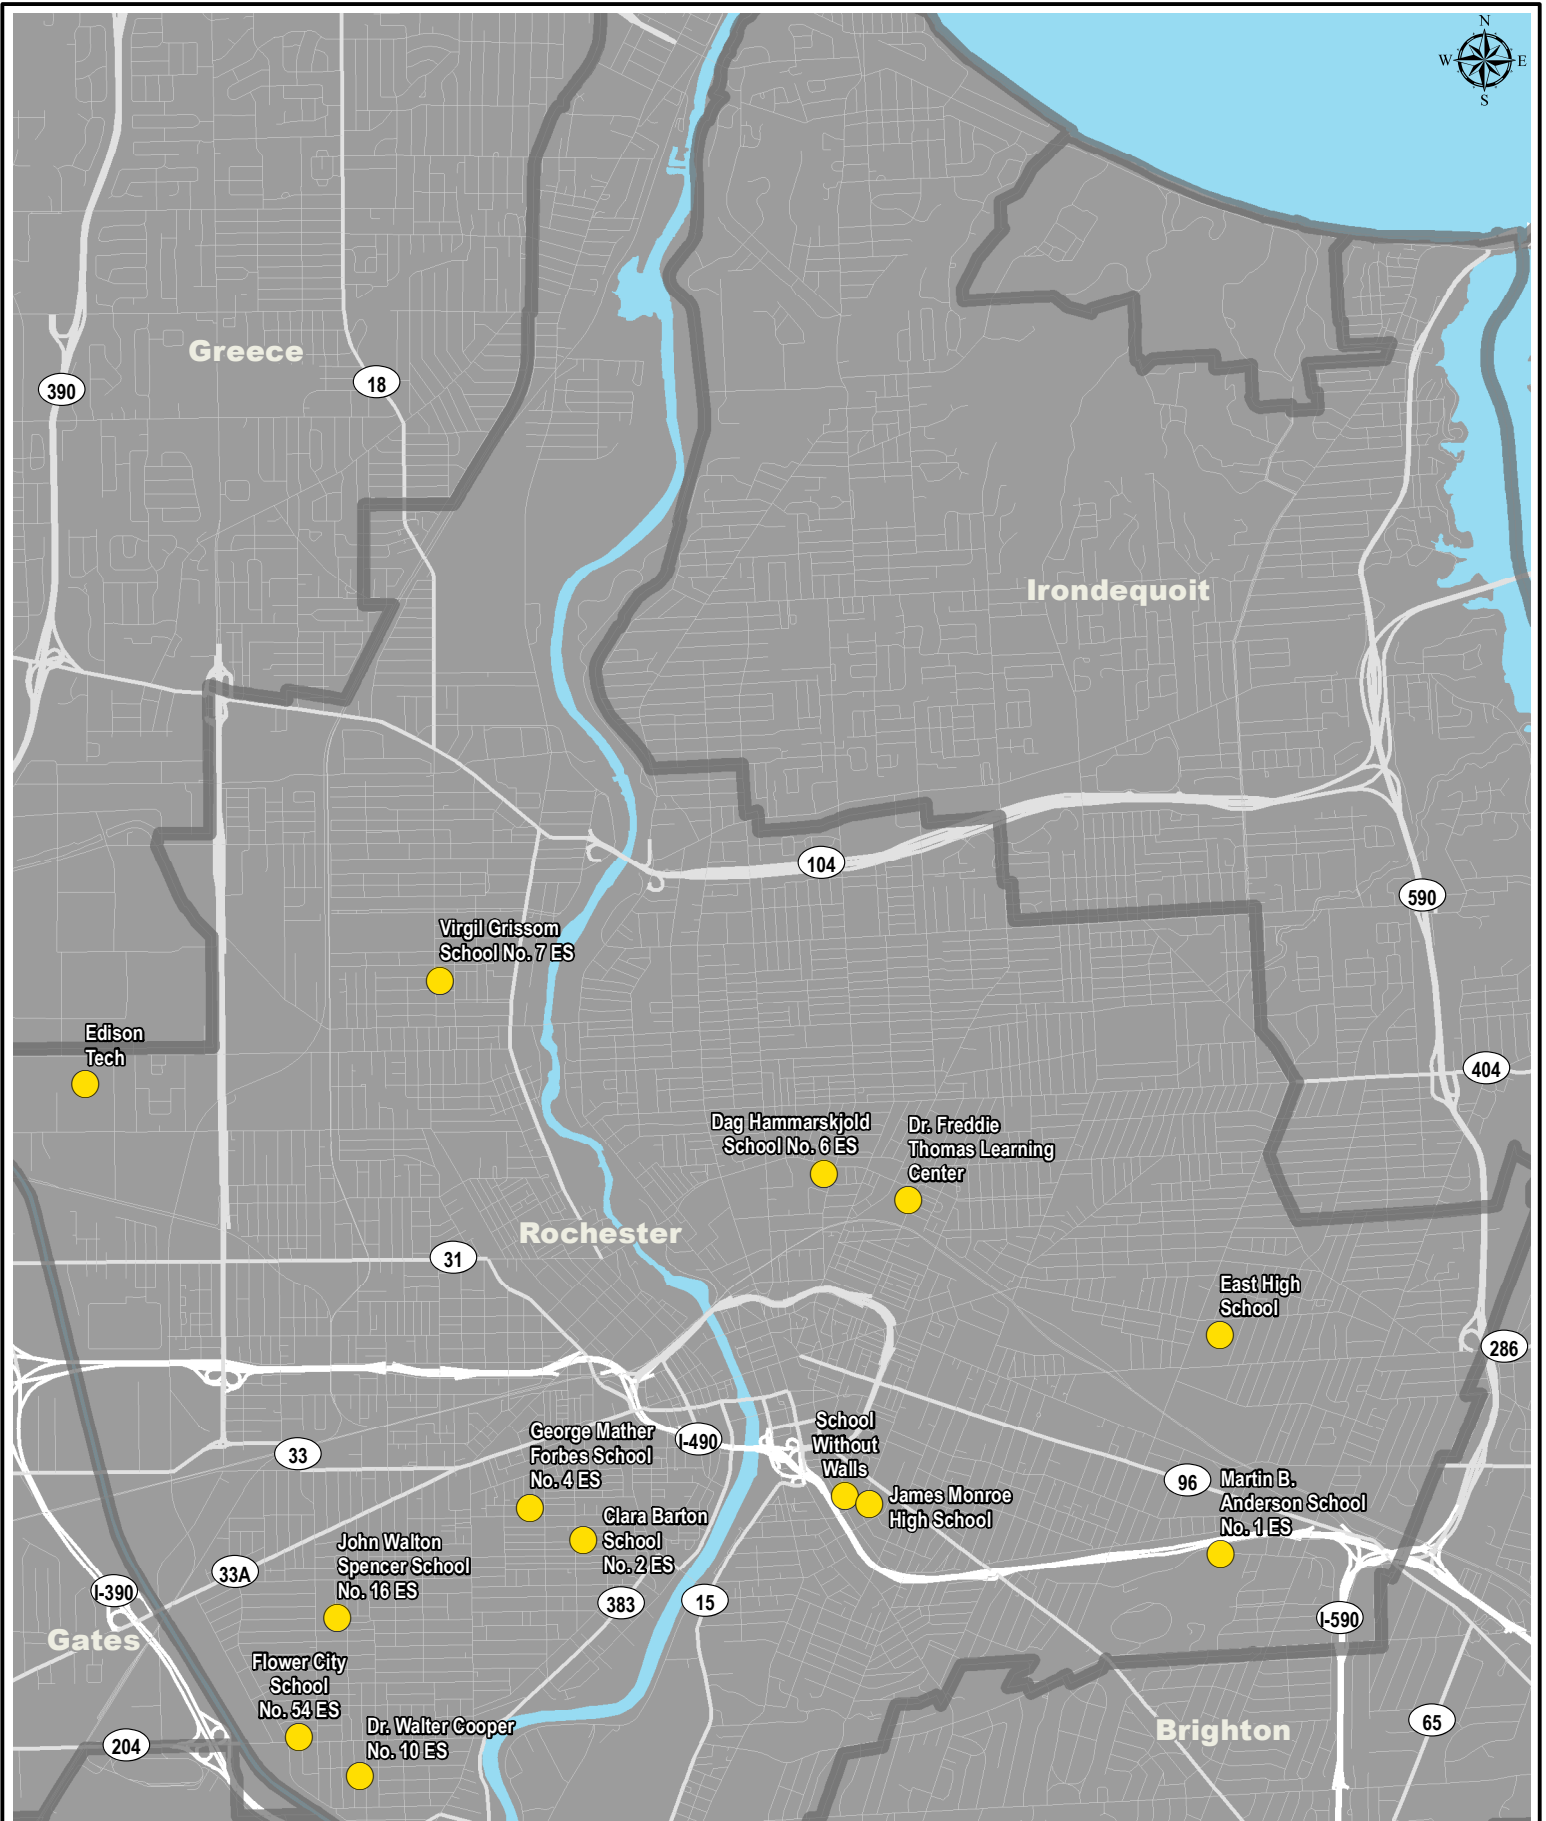 N
W
E
S
Greece
390
18
Irondequoit
104
590
Virgil Grissom
School No. 7 ES
Edison
Tech
404
Dag Hammarskjold
School No. 6 ES
Dr. Freddie
Thomas Learning
Center
Rochester
31
East High
School
286
George Mather
Forbes School
No. 4 ES
I-490
School
Without
Walls
33
96
Martin B.
Anderson School
No. 1 ES
James Monroe
High School
Clara Barton
School
No. 2 ES
John Walton
Spencer School
No. 16 ES
33A
I-390
383
15
I-590
Gates
Flower City
School
No. 54 ES
Dr. Walter Cooper
No. 10 ES
204
Brighton
65